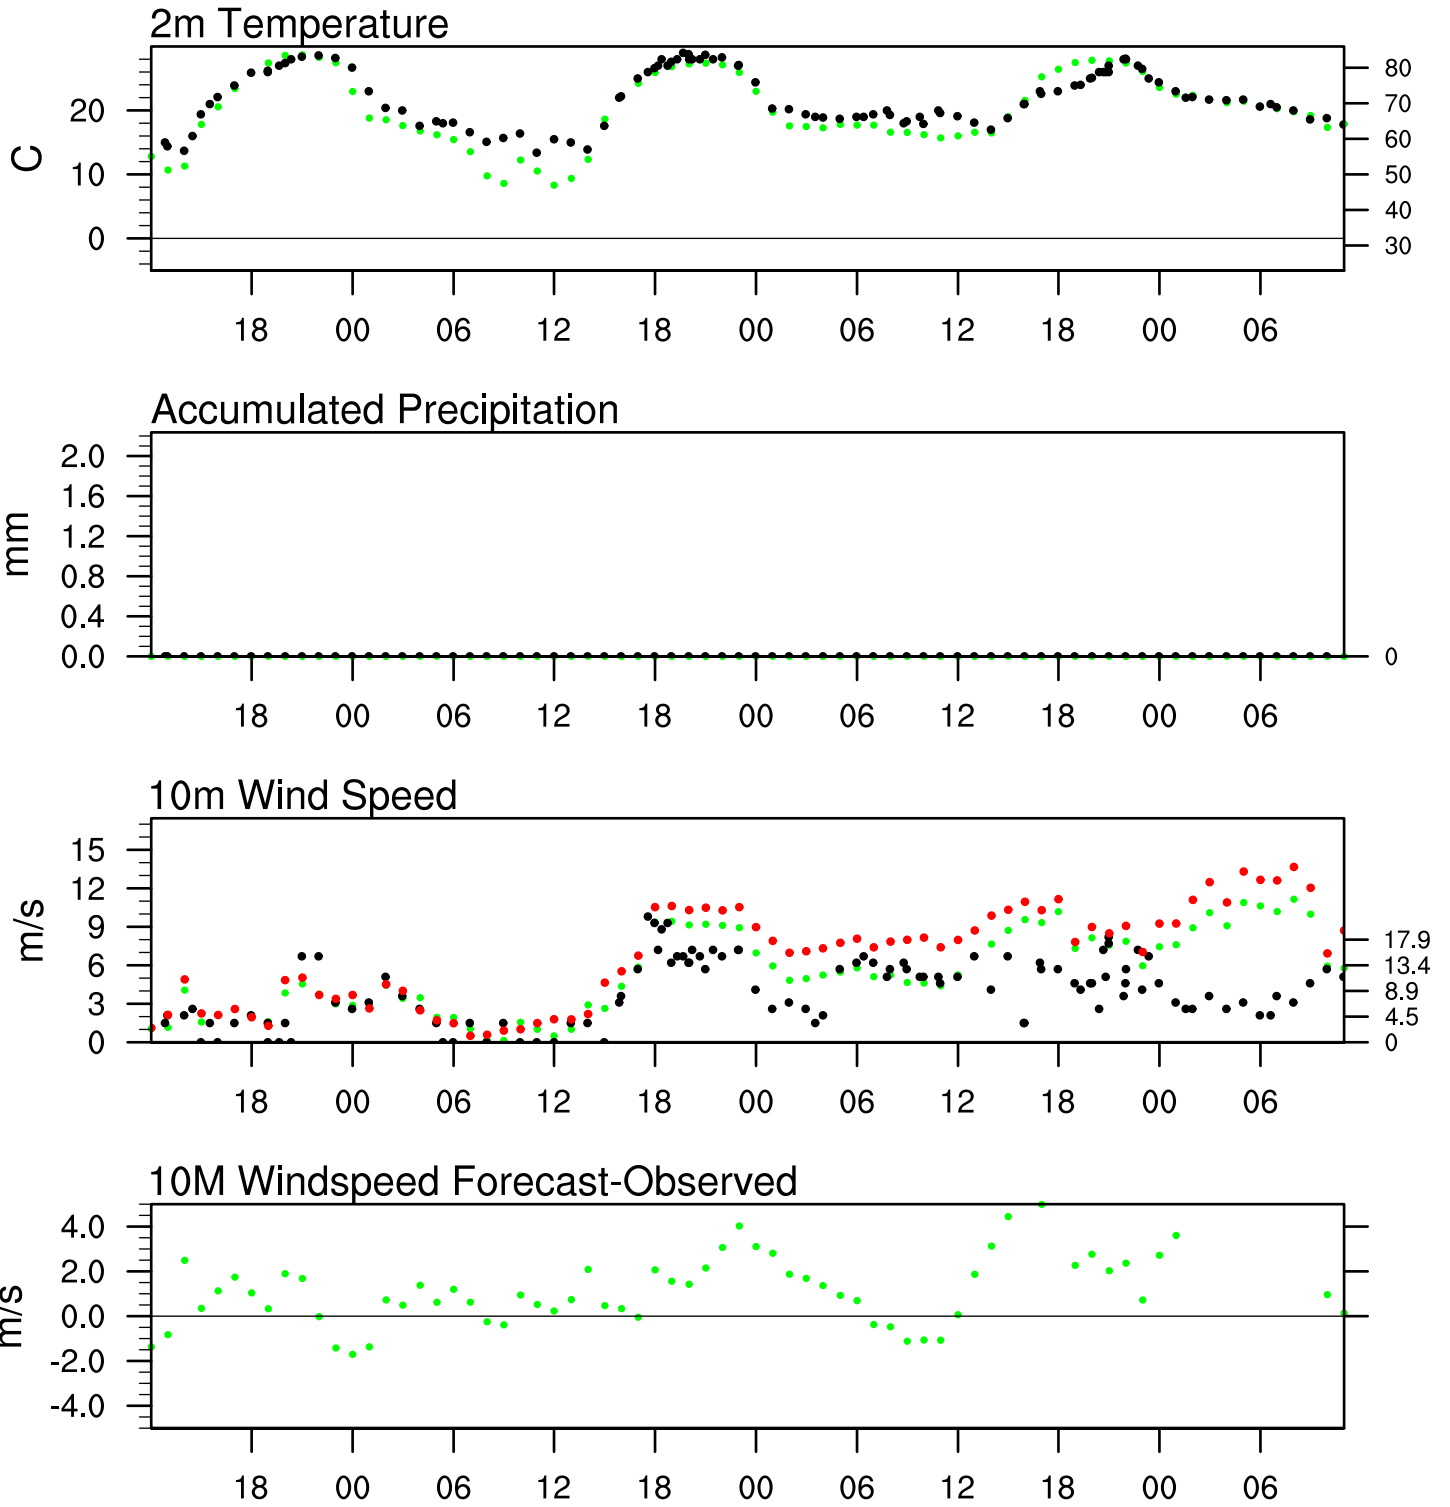 2m Temperature
C
20
10
0
80
70
60
50
40
30
18 00 06 12 18 00 06 12 18 00 06
Accumulated Precipitation
mm
2.0
1.6
1.2
0.8
0.4
0.0
0
18 00 06 12 18 00 06 12 18 00 06
10m Wind Speed
m/s
15
12
9
6
3
0
17.9
13.4
8.9
4.5
0
18 00 06 12 18 00 06 12 18 00 06
10M Windspeed Forecast-Observed
m/s
4.0
2.0
0.0
-2.0
-4.0
18 00 06 12 18 00 06 12 18 00 06